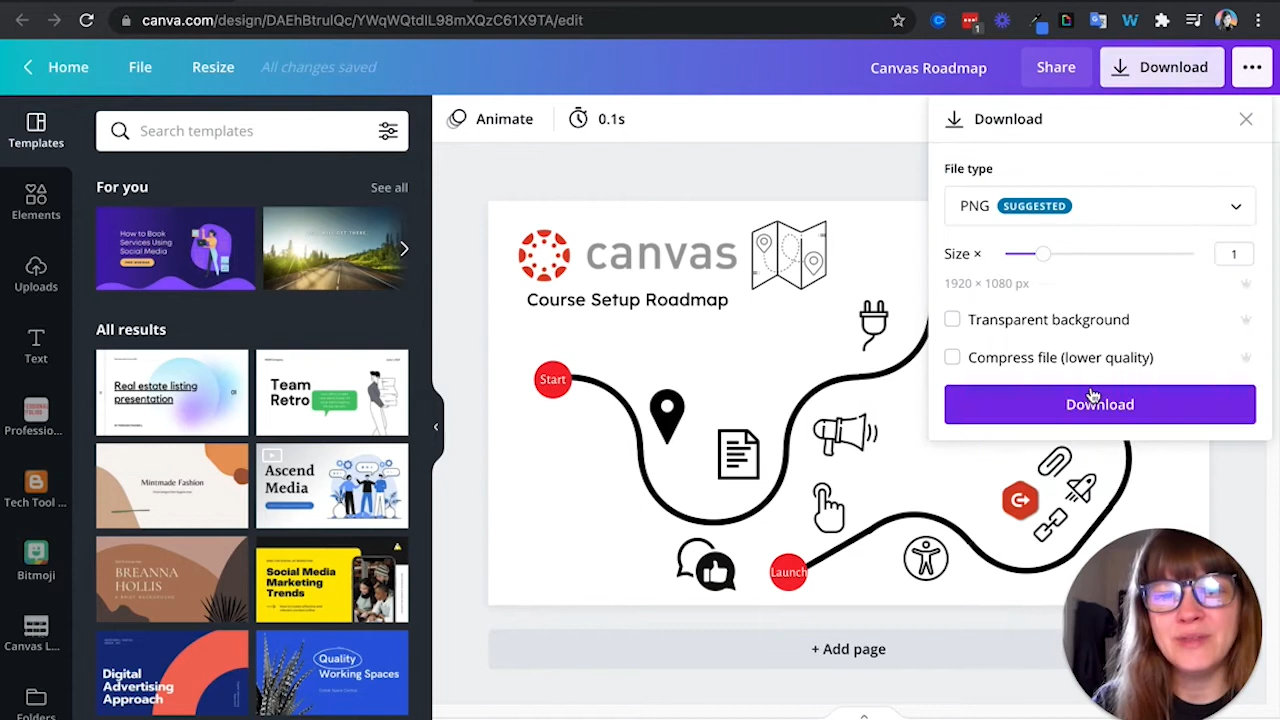 canva.com/design/DAEhBtrulQc/YWqWQtdlL98mXQzC61X9TA/edit
1
Home
File
Resize
All changes saved
Canvas Roadmap
Share
Download
Templates
Elements
Uploads
Text
Professio...
Tech Tool ...
Bitmoji
Canvas L...
Folders
Search templates
For you
See all
How to Book
Services Using
Social Media
All results
Real estate listing
presentation
Team
Retro
Mintmade Fashion
Ascend
Media
BREANNA
HOLLIS
Social Media
Marketing
Trends
Digital
Advertising
Approach
Quality
Working Spaces
Animate
0.1s
canvas
Course Setup Roadmap
Start
Launch
+ Add page
Download
File type
PNG SUGGESTED
Size × 1
1920 × 1080 px
Transparent background
Compress file (lower quality)
Download